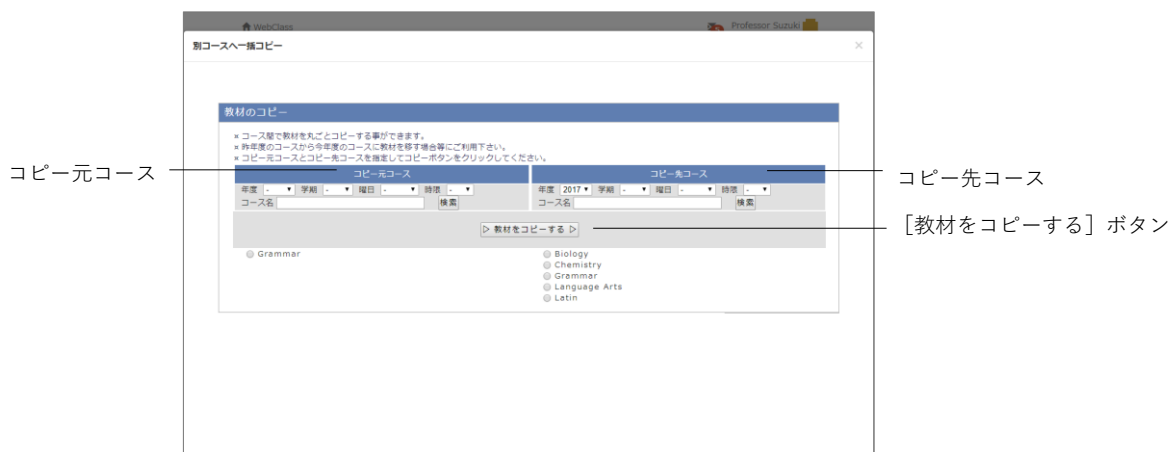 WebClass Professor Suzuki
別コースへ一括コピー ×
教材のコピー
¤ コース間で教材を丸ごとコピーする事ができます。
¤ 昨年度のコースから今年度のコースに教材を移す場合等にご利用下さい。
¤ コピー元コースとコピー先コースを指定してコピーボタンをクリックしてください。
コピー元コース
コピー元コース コピー先コース
コピー先コース
年度 - 学期 - 曜日 - 時限 - 年度 2017 学期 - 曜日 - 時限 -
コース名 検索 コース名 検索
▷ 教材をコピーする ▷
［教材をコピーする］ボタン
Grammar Biology
Chemistry
Grammar
Language Arts
Latin